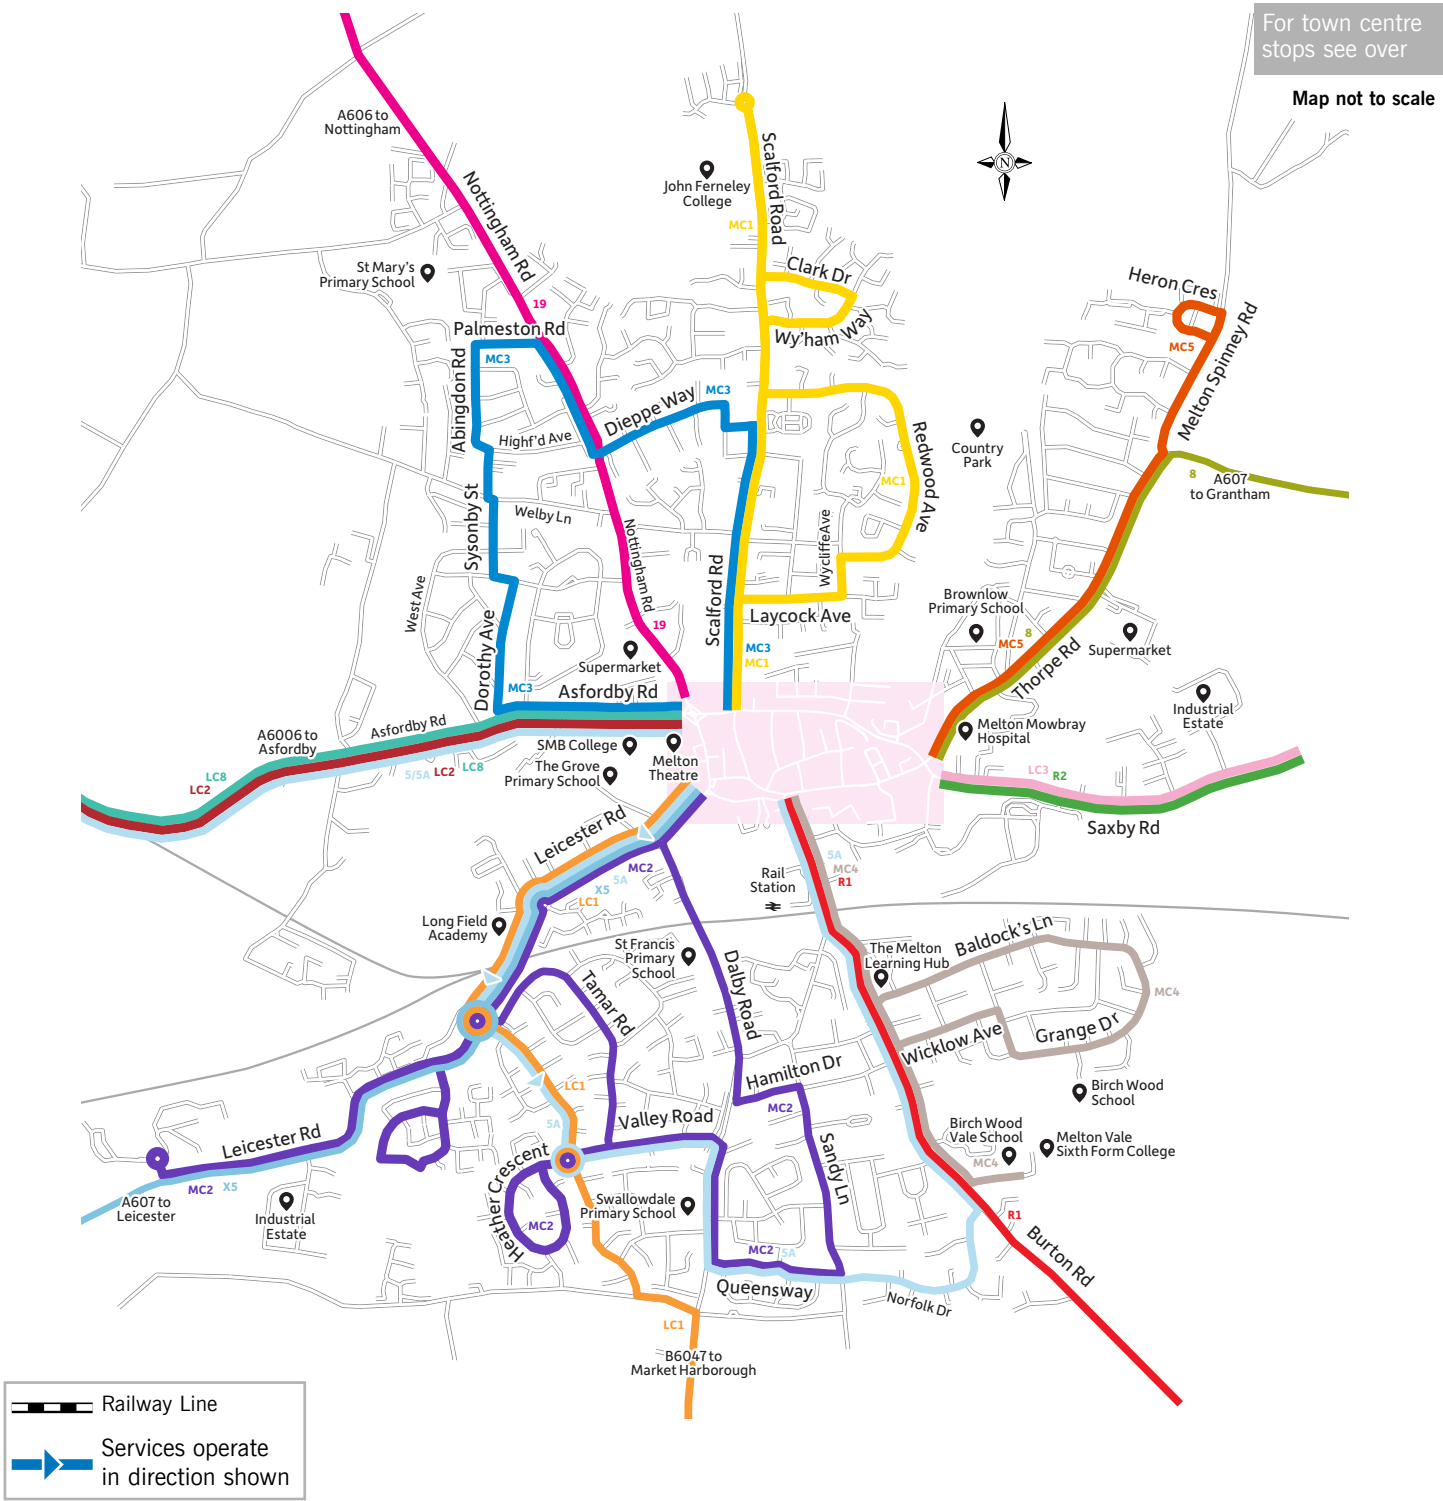 For town centre
stops see over
Map not to scale
A606 to
Nottingham
Nottingham Rd
John Ferneley
College
Scalford Road
MC1
N
St Mary's
Primary School
19
Clark Dr
Wy'ham Way
Heron Cres
MC5
Melton Spinney Rd
Palmeston Rd
MC3
Abingdon Rd
Highf'd Ave
Dieppe Way
MC3
Redwood Ave
MC1
Country
Park
8
A607
to Grantham
Sysonby St
Welby Ln
Nottingham Rd
Scalford Rd
WycliffeAve
Laycock Ave
West Ave
Dorothy Ave
19
Supermarket
MC3
MC1
Brownlow
Primary School
MC5
8
Thorpe Rd
Supermarket
MC3
Asfordby Rd
Asfordby Rd
A6006 to
Asfordby
LC8
LC2
5/5A
LC2
LC8
SMB College
The Grove
Primary School
Melton
Theatre
Melton Mowbray
Hospital
Industrial
Estate
LC3
R2
Saxby Rd
Leicester Rd
MC2
5A
X5
LC1
5A
MC4
R1
Rail
Station
Long Field
Academy
St Francis
Primary
School
Dalby Road
The Melton
Learning Hub
Baldock's Ln
MC4
Wicklow Ave
Grange Dr
Tamar Rd
Hamilton Dr
MC2
LC1
5A
Valley Road
Sandy Ln
Birch Wood
School
Birch Wood
Vale School
MC4
Melton Vale
Sixth Form College
Leicester Rd
MC2
X5
A607 to
Leicester
Industrial
Estate
Heather Crescent
MC2
Swallowdale
Primary School
MC2
5A
Queensway
Norfolk Dr
R1
Burton Rd
LC1
B6047 to
Market Harborough
Railway Line
Services operate
in direction shown